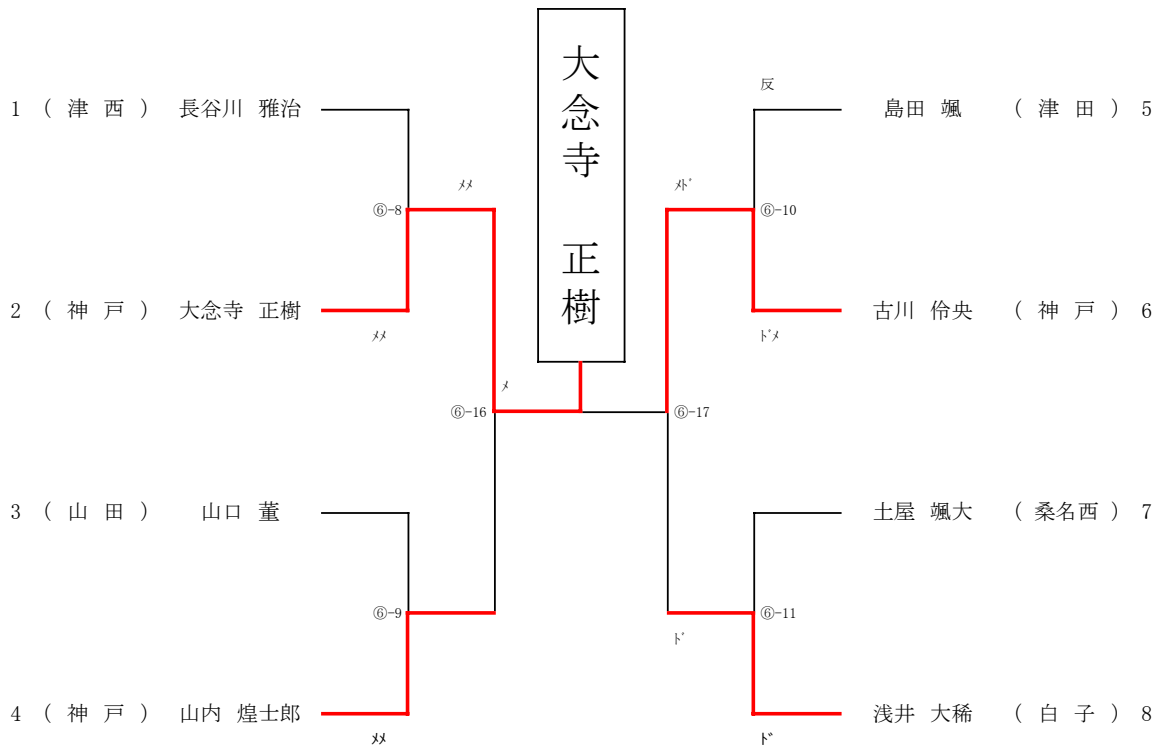 大念寺 正樹
1 （ 津 西 ） 長谷川 雅治
⑥-8
ﾒﾒ
2 （ 神 戸 ） 大念寺 正樹
ﾒﾒ
⑥-16
ﾒ
3 （ 山 田 ） 山口 董
⑥-9
4 （ 神 戸 ） 山内 煌士郎
ﾒﾒ
反
島田 颯 （ 津 田 ） 5
ﾒﾄﾞ
⑥-10
古川 伶央 （ 神 戸 ） 6
ﾄﾞﾒ
⑥-17
土屋 颯大 （ 桑名西 ） 7
⑥-11
ﾄﾞ
浅井 大稀 （ 白 子 ） 8
ﾄﾞ